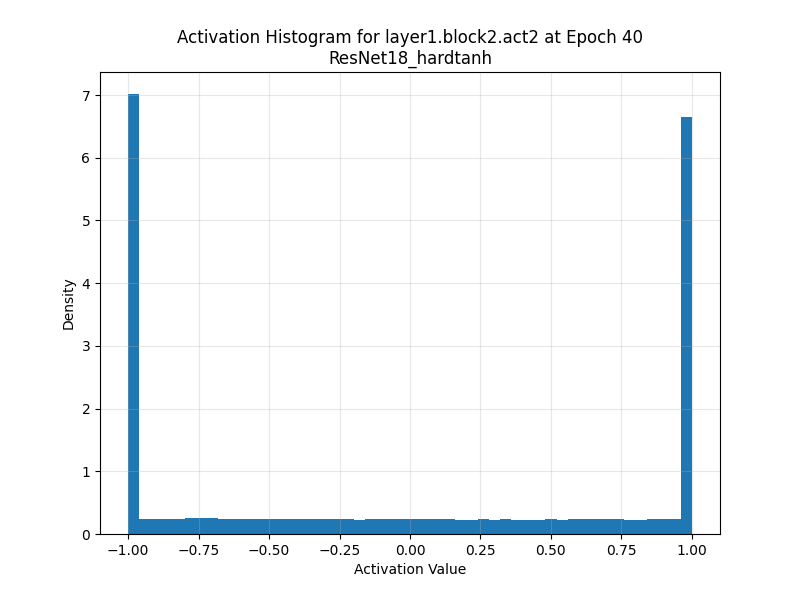 Activation Histogram for layer1.block2.act2 at Epoch 40
ResNet18_hardtanh
Density
7
6
5
4
3
2
1
0
−1.00 −0.75 −0.50 −0.25 0.00 0.25 0.50 0.75 1.00
Activation Value